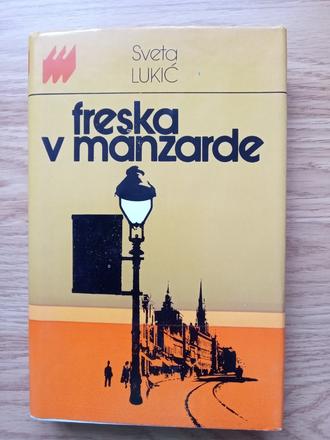 Sveta
LUKIĆ
freska
v manzarde